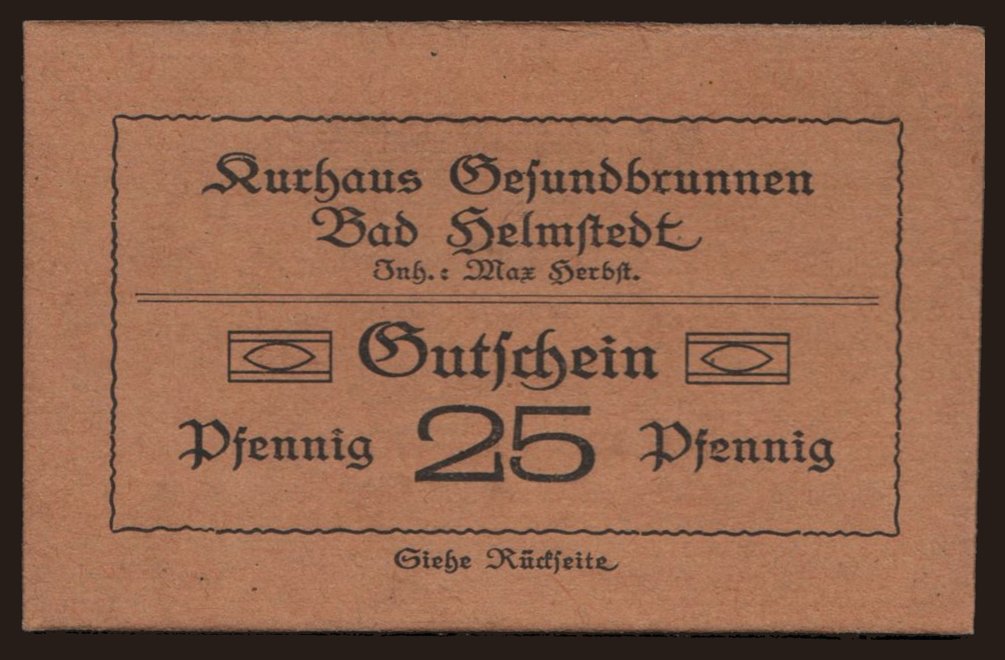 Kurhaus Gesundbrunnen
Bad Helmstedt
Inh.: Max Herbst.
Gutschein
Pfennig 25 Pfennig
Siehe Rückseite